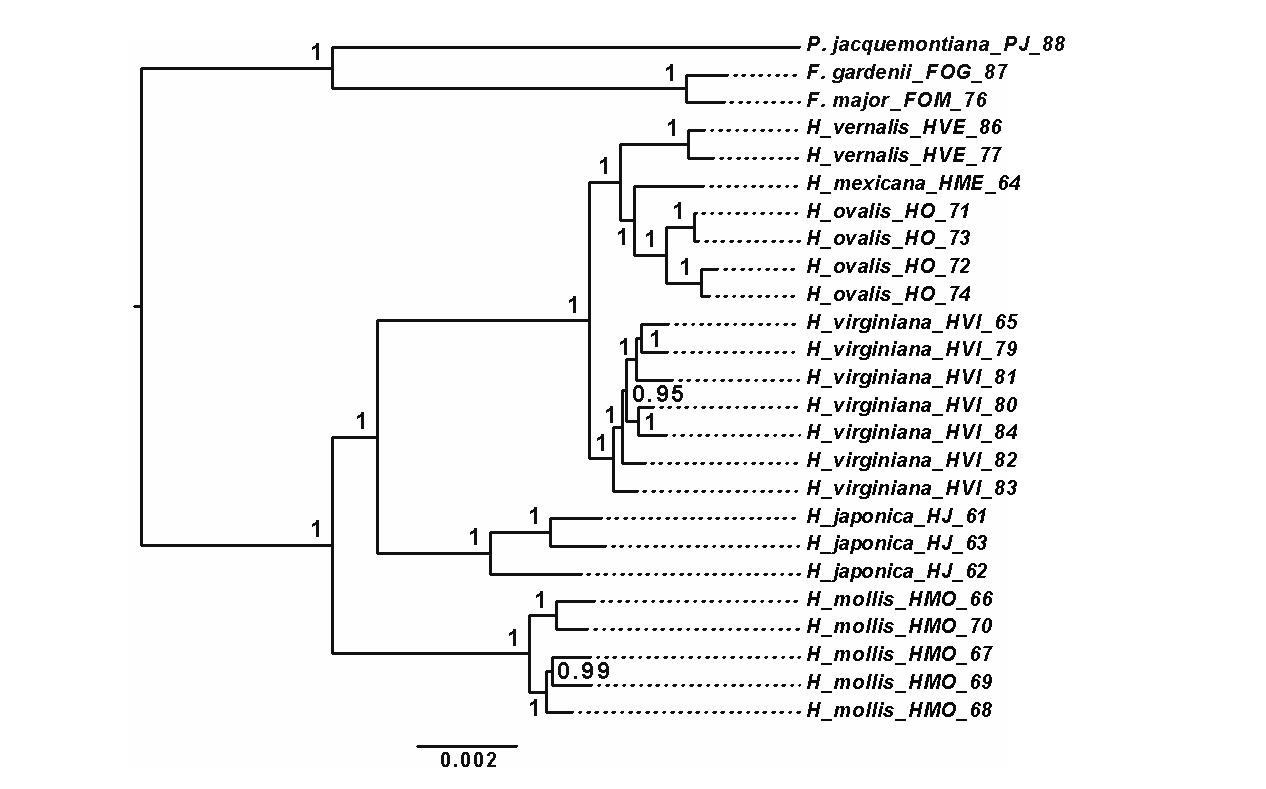 1
P. jacquemontiana_PJ_88
1
F. gardenii_FOG_87
F. major_FOM_76
1
H_vernalis_HVE_86
1
H_vernalis_HVE_77
H_mexicana_HME_64
1
H_ovalis_HO_71
1 1
H_ovalis_HO_73
1
H_ovalis_HO_72
H_ovalis_HO_74
1
H_virginiana_HVI_65
1 1
H_virginiana_HVI_79
H_virginiana_HVI_81
0.95
H_virginiana_HVI_80
1 1
1
H_virginiana_HVI_84
1
H_virginiana_HVI_82
H_virginiana_HVI_83
1
H_japonica_HJ_61
1 1
H_japonica_HJ_63
H_japonica_HJ_62
1
H_mollis_HMO_66
1
H_mollis_HMO_70
H_mollis_HMO_67
0.99
H_mollis_HMO_69
1
H_mollis_HMO_68
0.002